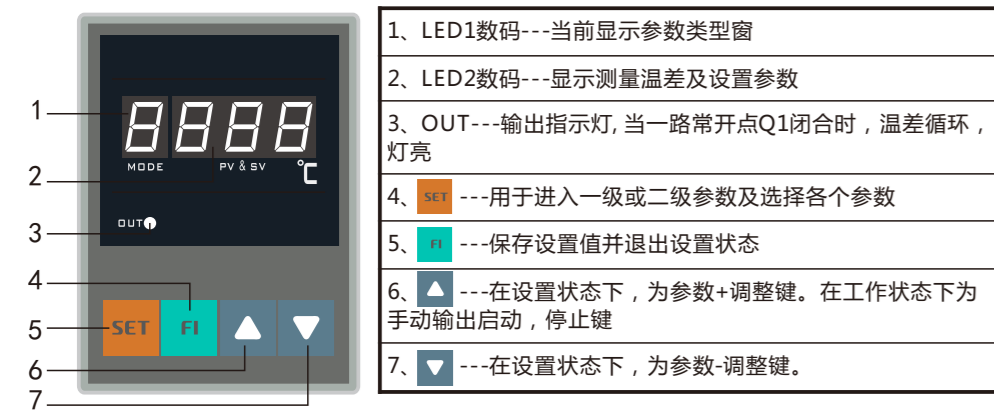 1
2
3
4
5
6
7
8 8 8 8
MODE
PV & SV
℃
OUT
SET
FI
1、LED1数码---当前显示参数类型窗
2、LED2数码---显示测量温差及设置参数
3、OUT---输出指示灯, 当一路常开点Q1闭合时，温差循环，
灯亮
4、 SET ---用于进入一级或二级参数及选择各个参数
5、 FI ---保存设置值并退出设置状态
6、 ---在设置状态下，为参数+调整键。在工作状态下为
手动输出启动，停止键
7、 ---在设置状态下，为参数-调整键。